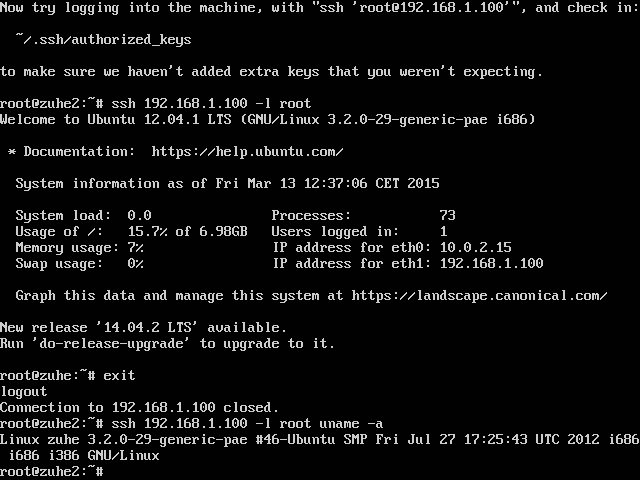 Now try logging into the machine, with "ssh 'root@192.168.1.100'", and check in:
~/.ssh/authorized_keys
to make sure we haven't added extra keys that you weren't expecting.
root@zuhe2:~# ssh 192.168.1.100 -l root
Welcome to Ubuntu 12.04.1 LTS (GNU/Linux 3.2.0-29-generic-pae i686)
* Documentation:  https://help.ubuntu.com/
System information as of Fri Mar 13 12:37:06 CET 2015
System load:  0.0               Processes:           73
Usage of /:   15.7% of 6.98GB   Users logged in:     1
Memory usage: 7%                IP address for eth0: 10.0.2.15
Swap usage:   0%                IP address for eth1: 192.168.1.100
Graph this data and manage this system at https://landscape.canonical.com/
New release '14.04.2 LTS' available.
Run 'do-release-upgrade' to upgrade to it.
root@zuhe:~# exit
logout
Connection to 192.168.1.100 closed.
root@zuhe2:~# ssh 192.168.1.100 -l root uname -a
Linux zuhe 3.2.0-29-generic-pae #46-Ubuntu SMP Fri Jul 27 17:25:43 UTC 2012 i686
i686 i386 GNU/Linux
root@zuhe2:~#